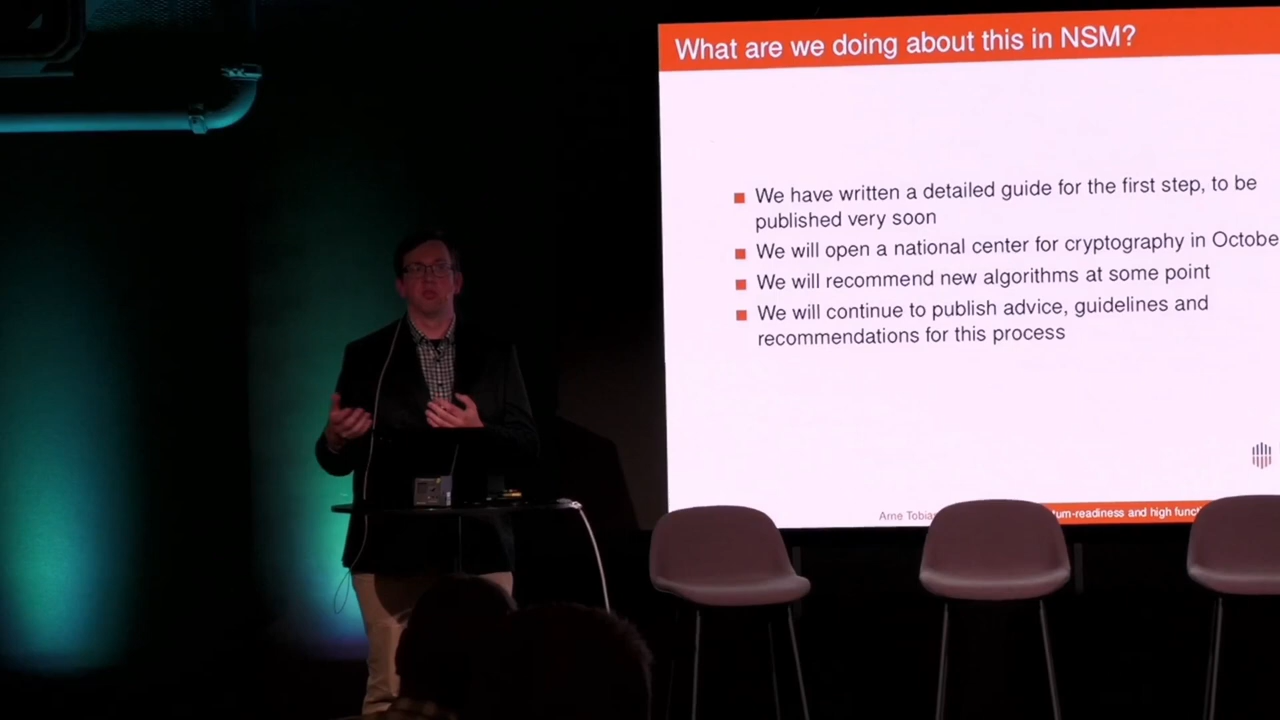 What are we doing about this in NSM?
We have written a detailed guide for the first step, to be
published very soon
We will open a national center for cryptography in Octobe
We will recommend new algorithms at some point
We will continue to publish advice, guidelines and
recommendations for this process
Arne Tobia
tum-readiness and high funct